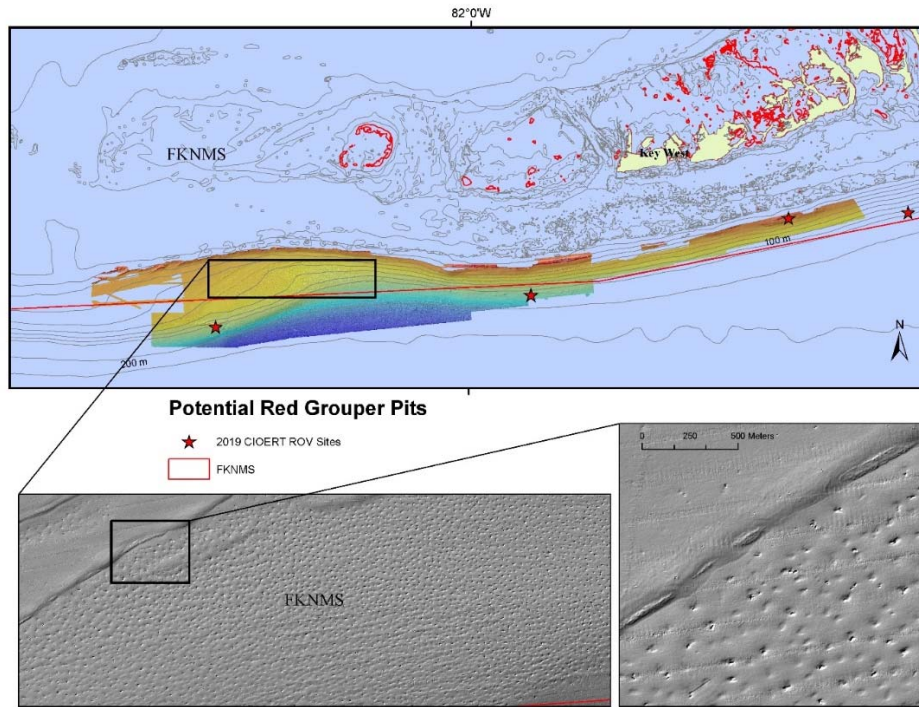 82°0'W
FKNMS
Key West
100 m
200 m
N
Potential Red Grouper Pits
2019 CIOERT ROV Sites
FKNMS
0 250 500 Meters
FKNMS